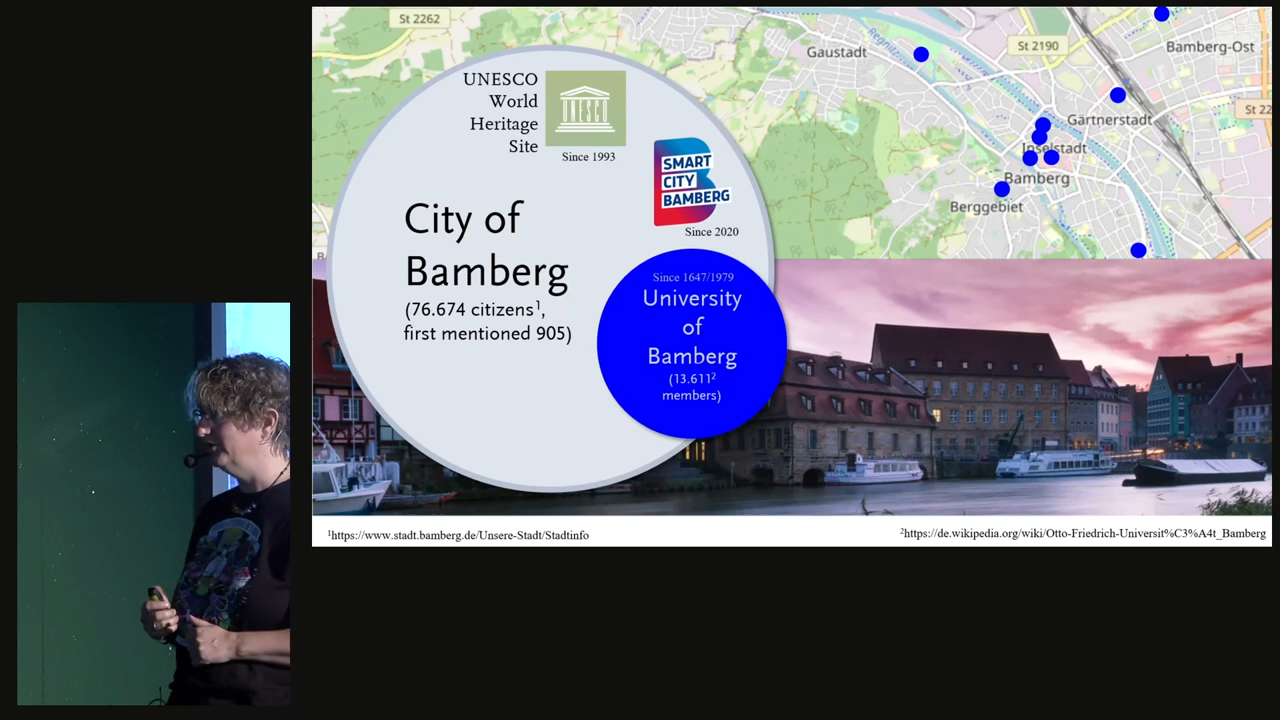 St 2262
Gaustadt
Regnitz
St 2190
Bamberg-Ost
St 22
Gärtnerstadt
Inselstadt
Bamberg
Berggebiet
UNESCO
World
Heritage
Site
UNESCO
Since 1993
SMART
CITY
BAMBERG
Since 2020
City of
Bamberg
(76.674 citizens¹,
first mentioned 905)
Since 1647/1979
University
of
Bamberg
(13.611²
members)
¹https://www.stadt.bamberg.de/Unsere-Stadt/Stadtinfo
²https://de.wikipedia.org/wiki/Otto-Friedrich-Universit%C3%A4t_Bamberg